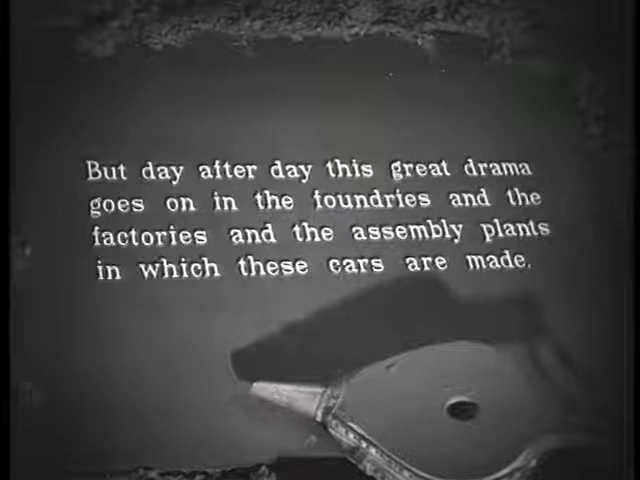 But day after day this great drama
goes on in the foundries and the
factories and the assembly plants
in which these cars are made.